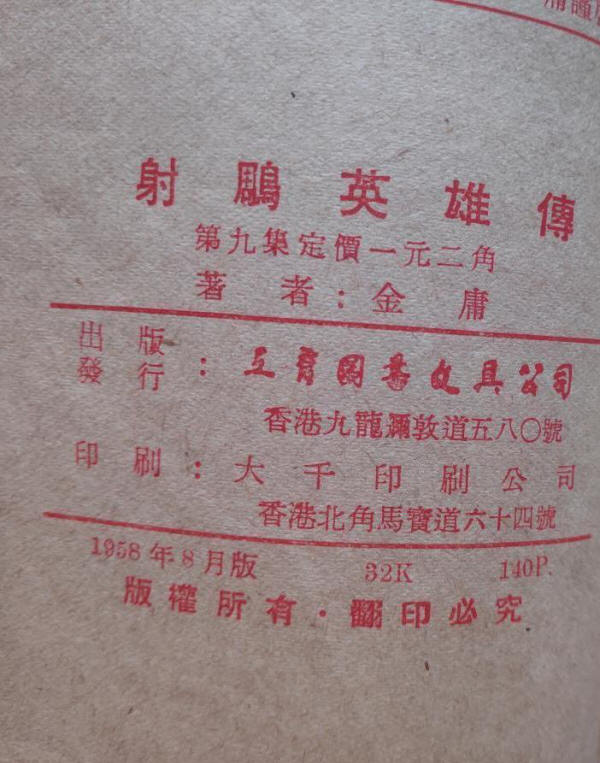 射鵰英雄傳
第九集定價一元二角
著者：金庸
出版
發行：三育圖書文具公司
香港九龍彌敦道五八〇號
印刷：大千印刷公司
香港北角馬寶道六十四號
1958年8月版 32K 140P.
版權所有·翻印必究